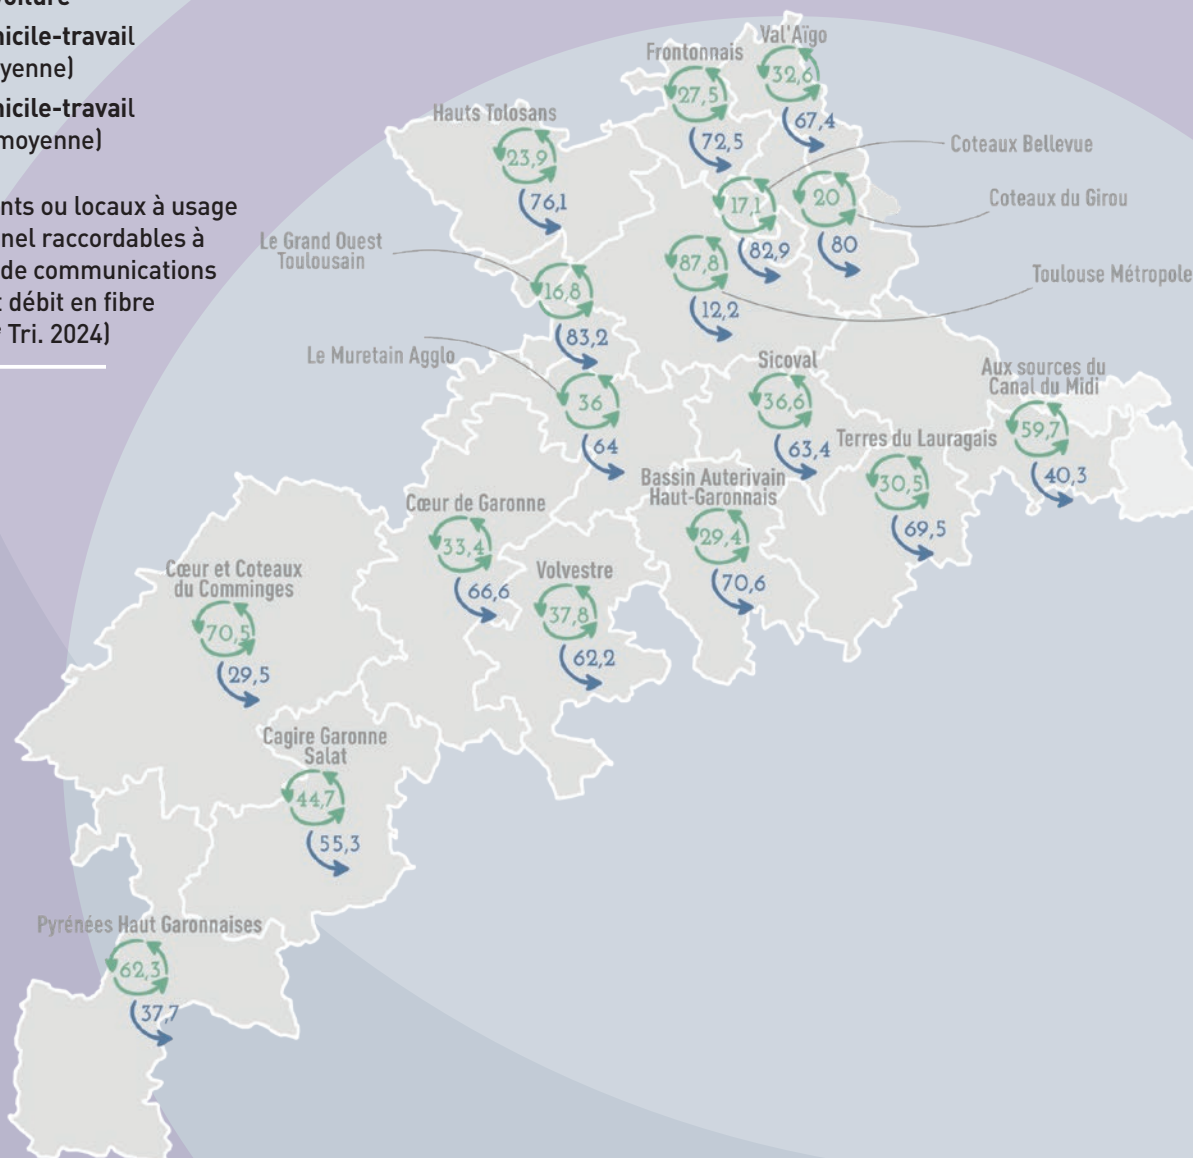 nicile-travail
yenne)
nicile-travail
moyenne)
nts ou locaux à usage
nel raccordables à
de communications
débit en fibre
Tri. 2024)
Val'Aïgo
32,6
67,4
Frontonnais
27,5
72,5
Hauts Tolosans
23,9
76,1
Coteaux Bellevue
17,1
82,9
Coteaux du Girou
20
80
Le Grand Ouest
Toulousain
16,8
83,2
Toulouse Métropole
87,8
12,2
Le Muretain Agglo
36
64
Sicoval
36,6
63,4
Aux sources du
Canal du Midi
59,7
40,3
Terres du Lauragais
30,5
69,5
Bassin Auterivain
Haut-Garonnais
29,4
70,6
Cœur de Garonne
33,4
66,6
Volvestre
37,8
62,2
Cœur et Coteaux
du Comminges
70,5
29,5
Cagire Garonne
Salat
44,7
55,3
Pyrénées Haut Garonnaises
62,3
37,7